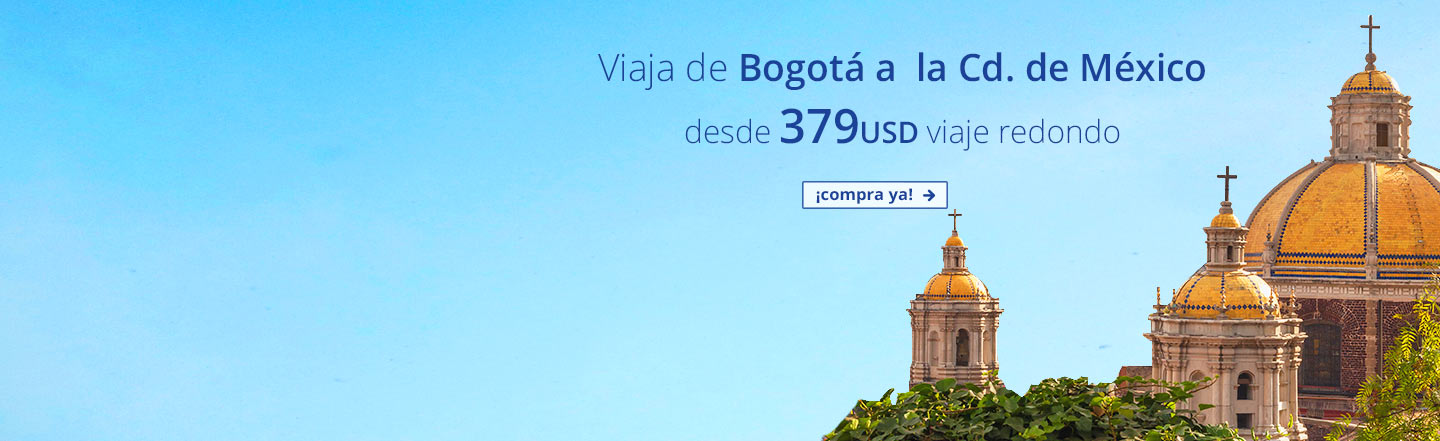 Viaja de Bogotá a la Cd. de México
desde 379USD viaje redondo
¡compra ya! →